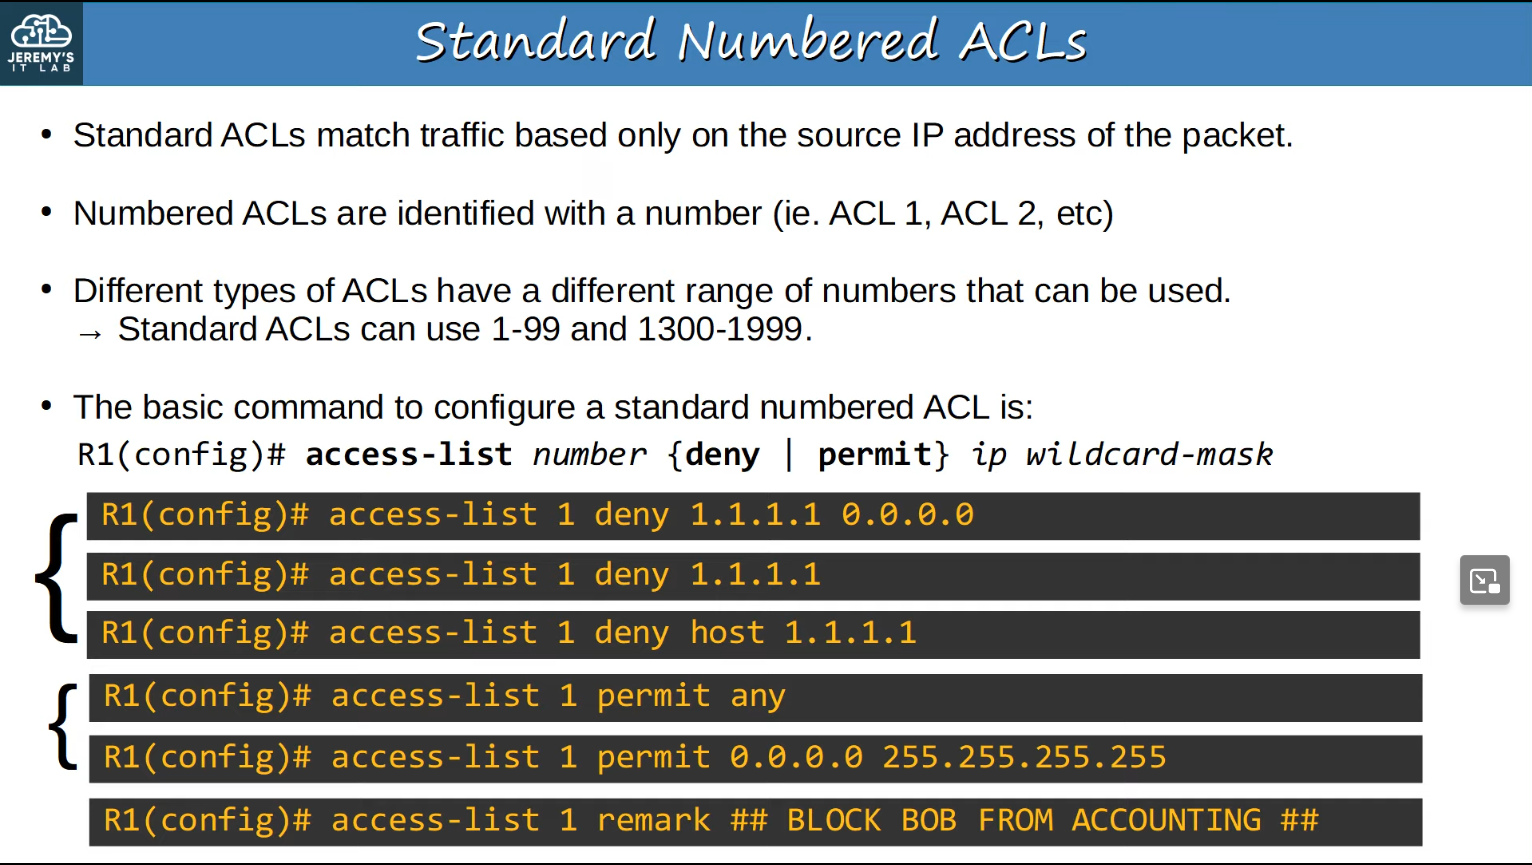 JEREMY'S
IT LAB
Standard Numbered ACLs
• Standard ACLs match traffic based only on the source IP address of the packet.
• Numbered ACLs are identified with a number (ie. ACL 1, ACL 2, etc)
• Different types of ACLs have a different range of numbers that can be used.
→ Standard ACLs can use 1-99 and 1300-1999.
• The basic command to configure a standard numbered ACL is:
R1(config)# access-list number {deny | permit} ip wildcard-mask
R1(config)# access-list 1 deny 1.1.1.1 0.0.0.0
R1(config)# access-list 1 deny 1.1.1.1
R1(config)# access-list 1 deny host 1.1.1.1
R1(config)# access-list 1 permit any
R1(config)# access-list 1 permit 0.0.0.0 255.255.255.255
R1(config)# access-list 1 remark ## BLOCK BOB FROM ACCOUNTING ##